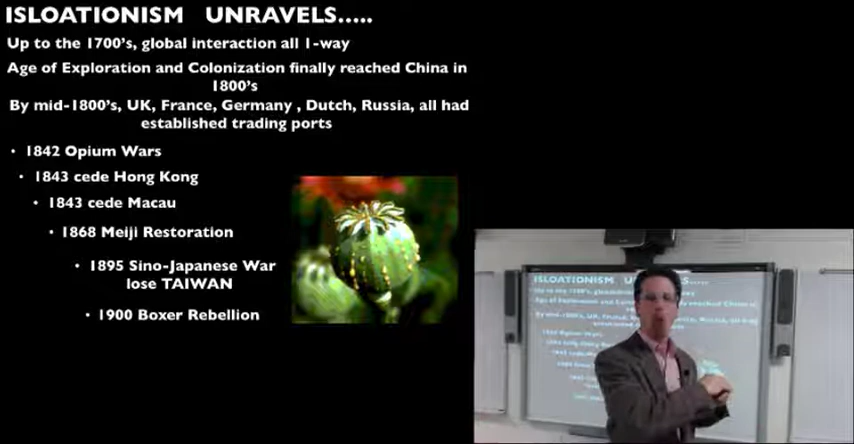 ISLOATIONISM UNRAVELS.....
Up to the 1700's, global interaction all 1-way
Age of Exploration and Colonization finally reached China in
1800's
By mid-1800's, UK, France, Germany , Dutch, Russia, all had
established trading ports
• 1842 Opium Wars
• 1843 cede Hong Kong
• 1843 cede Macau
• 1868 Meiji Restoration
• 1895 Sino-Japanese War
lose TAIWAN
• 1900 Boxer Rebellion
ISLOATIONISM